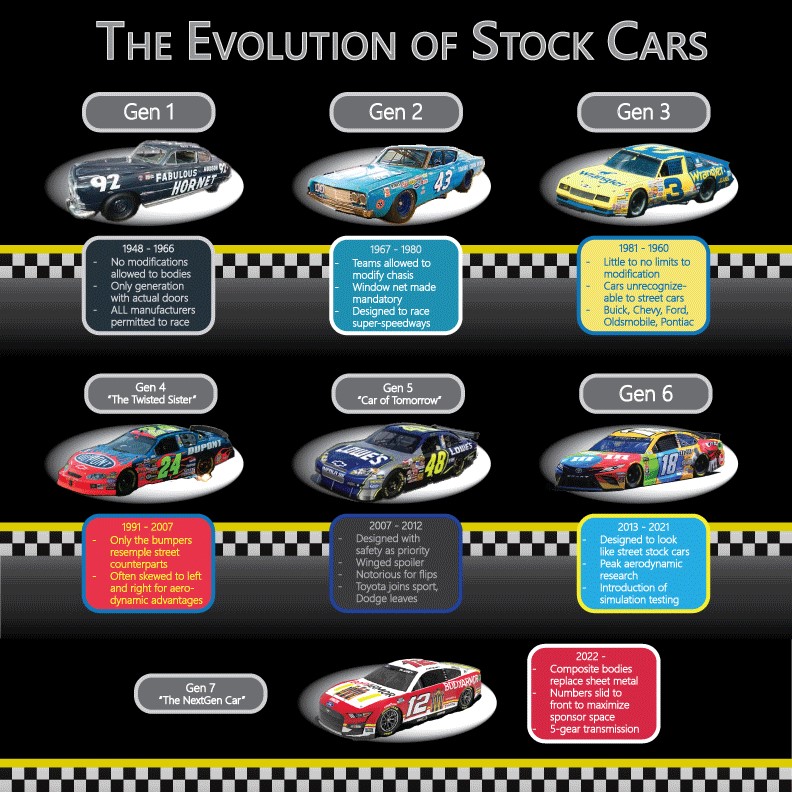 THE EVOLUTION OF STOCK CARS
Gen 1
Gen 2
Gen 3
92 FABULOUS HUDSON HORNET 92
43
Wrangler 3 Wrangler
1948 - 1966
- No modifications
allowed to bodies
- Only generation
with actual doors
- ALL manufacturers
permitted to race
1967 - 1980
- Teams allowed to
modify chasis
- Window net made
mandatory
- Designed to race
super-speedways
1981 - 1960
- Little to no limits to
modification
- Cars unrecognize-
able to street cars
- Buick, Chevy, Ford,
Oldsmobile, Pontiac
Gen 4
"The Twisted Sister"
Gen 5
"Car of Tomorrow"
Gen 6
DUPONT 24 DUPONT
LOWE'S 48 LOWE'S
m 18
1991 - 2007
- Only the bumpers
resemple street
counterparts
- Often skewed to left
and right for aero-
dynamic advantages
2007 - 2012
- Designed with
safety as priority
- Winged spoiler
- Notorious for flips
- Toyota joins sport,
Dodge leaves
2013 - 2021
- Designed to look
like street stock cars
- Peak aerodynamic
research
- Introduction of
simulation testing
Gen 7
"The NextGen Car"
12 BODYARMOR
2022 -
- Composite bodies
replace sheet metal
- Numbers slid to
front to maximize
sponsor space
- 5-gear transmission